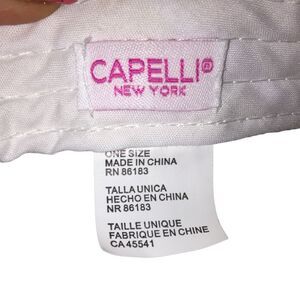 CAPELLI®
NEW YORK
ONE SIZE
MADE IN CHINA
RN 86183
TALLA UNICA
HECHO EN CHINA
NR 86183
TAILLE UNIQUE
FABRIQUE EN CHINE
CA 45541